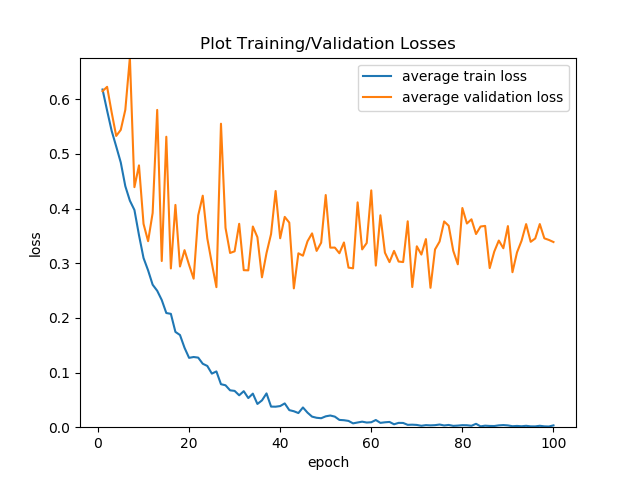 Plot Training/Validation Losses
average train loss
average validation loss
loss
0.6
0.5
0.4
0.3
0.2
0.1
0.0
0 20 40 60 80 100
epoch